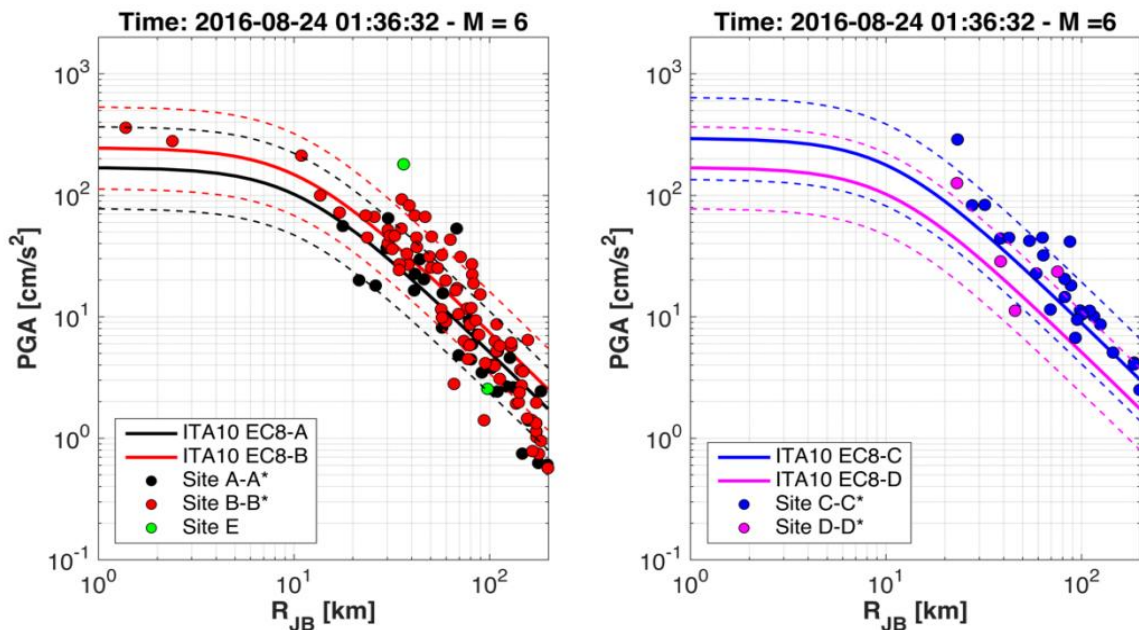 Time: 2016-08-24 01:36:32 - M = 6
PGA [cm/s²]
10³
10²
10¹
10⁰
10⁻¹
ITA10 EC8-A
ITA10 EC8-B
Site A-A*
Site B-B*
Site E
10⁰
10¹
10²
R_JB [km]
Time: 2016-08-24 01:36:32 - M =6
PGA [cm/s²]
10³
10²
10¹
10⁰
10⁻¹
ITA10 EC8-C
ITA10 EC8-D
Site C-C*
Site D-D*
10⁰
10¹
10²
R_JB [km]